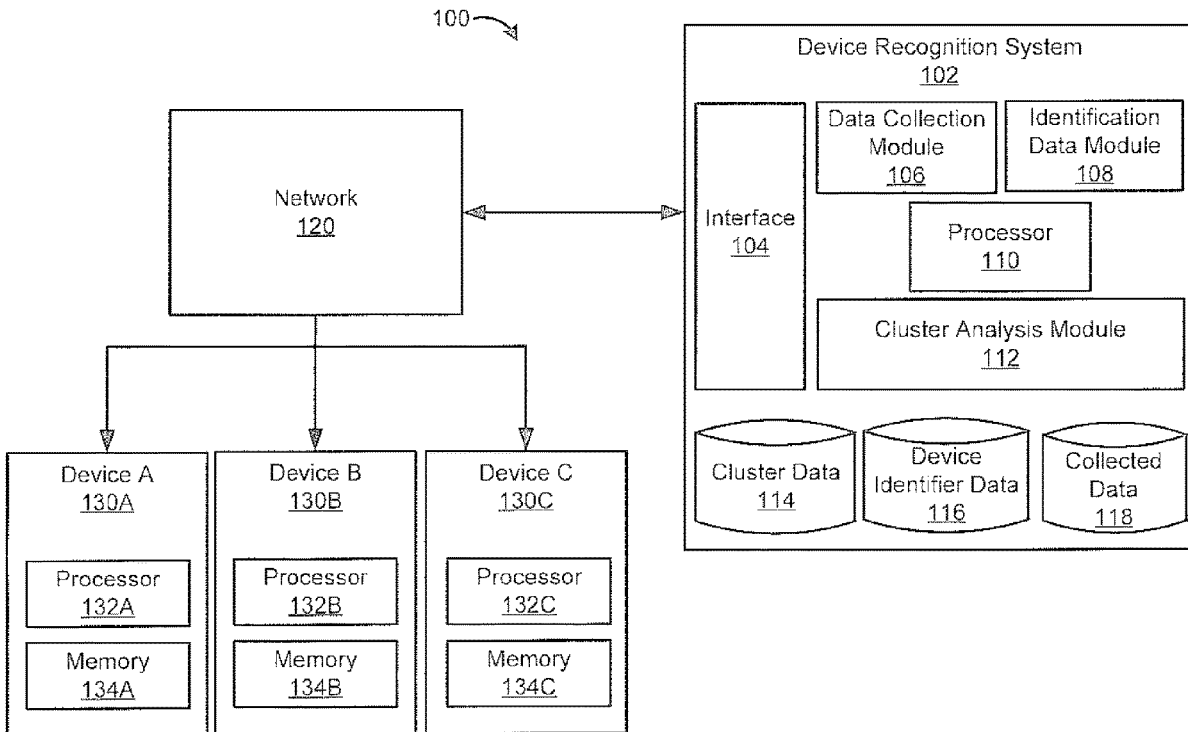 100
Device Recognition System
102
Data Collection
Module
106
Identification
Data Module
108
Interface
104
Processor
110
Cluster Analysis Module
112
Cluster Data
114
Device
Identifier Data
116
Collected
Data
118
Network
120
Device A
130A
Processor
132A
Memory
134A
Device B
130B
Processor
132B
Memory
134B
Device C
130C
Processor
132C
Memory
134C